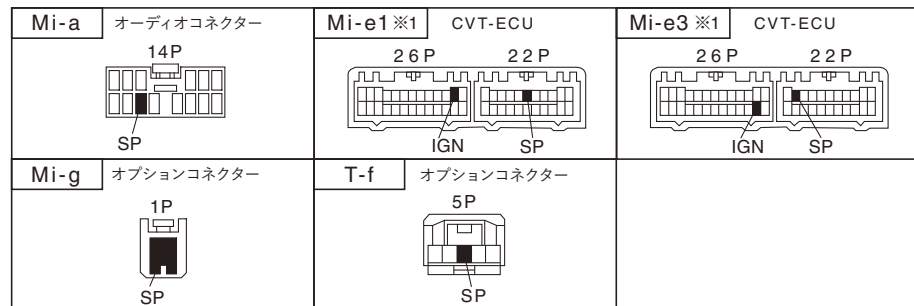 Mi-a オーディオコネクター
14P
SP
Mi-e1 ※1 CVT-ECU
26P 22P
IGN SP
Mi-e3 ※1 CVT-ECU
26P 22P
IGN SP
Mi-g オプションコネクター
1P
SP
T-f オプションコネクター
5P
SP